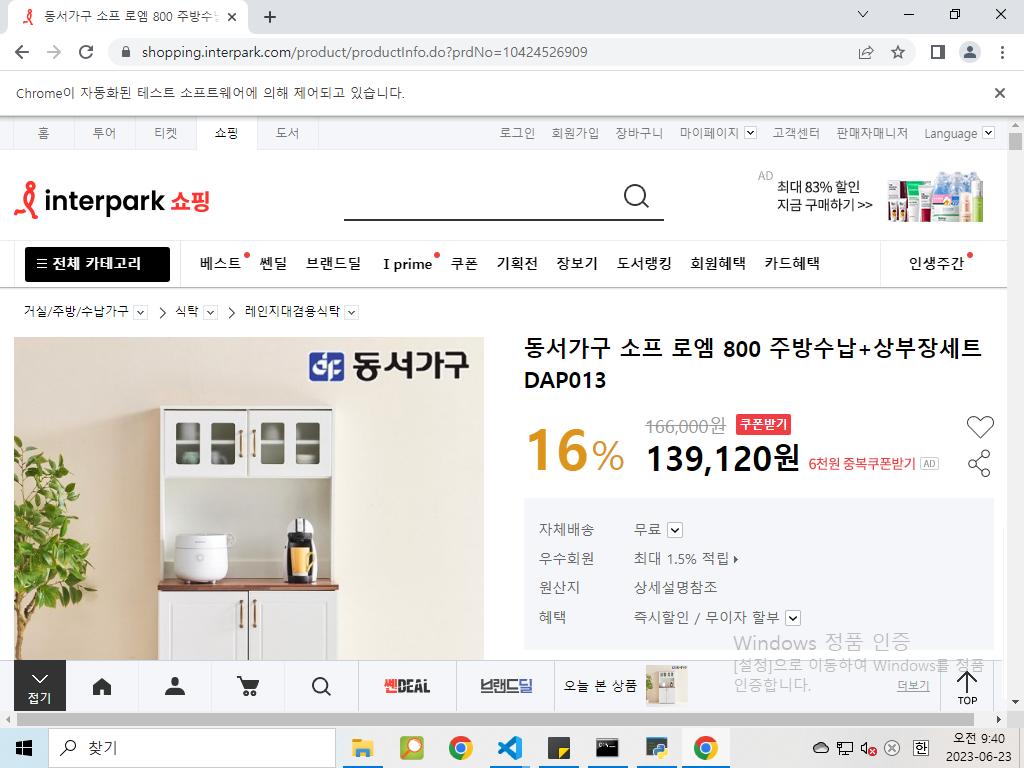 동서가구 소프 로엠 800 주방수납
shopping.interpark.com/product/productInfo.do?prdNo=10424526909
Chrome이 자동화된 테스트 소프트웨어에 의해 제어되고 있습니다.
홈 투어 티켓 쇼핑 도서 로그인 회원가입 장바구니 마이페이지 고객센터 판매자매니저 Language
interpark 쇼핑
AD 최대 83% 할인
지금 구매하기 >>
전체 카테고리 베스트 쎈딜 브랜드딜 I prime 쿠폰 기획전 장보기 도서랭킹 회원혜택 카드혜택 인생주간
거실/주방/수납가구 식탁 레인지대겸용식탁
동서가구
동서가구 소프 로엠 800 주방수납+상부장세트
DAP013
166,000원 쿠폰받기
16% 139,120원 6천원 중복쿠폰받기 AD
자체배송 무료
우수회원 최대 1.5% 적립
원산지 상세설명참조
혜택 즉시할인 / 무이자 할부
Windows 정품 인증
[설정]으로 이동하여 Windows를 정품
인증합니다.
접기 쎈DEAL 브랜드딜 오늘 본 상품 더보기 TOP
찾기
한
오전 9:40
2023-06-23